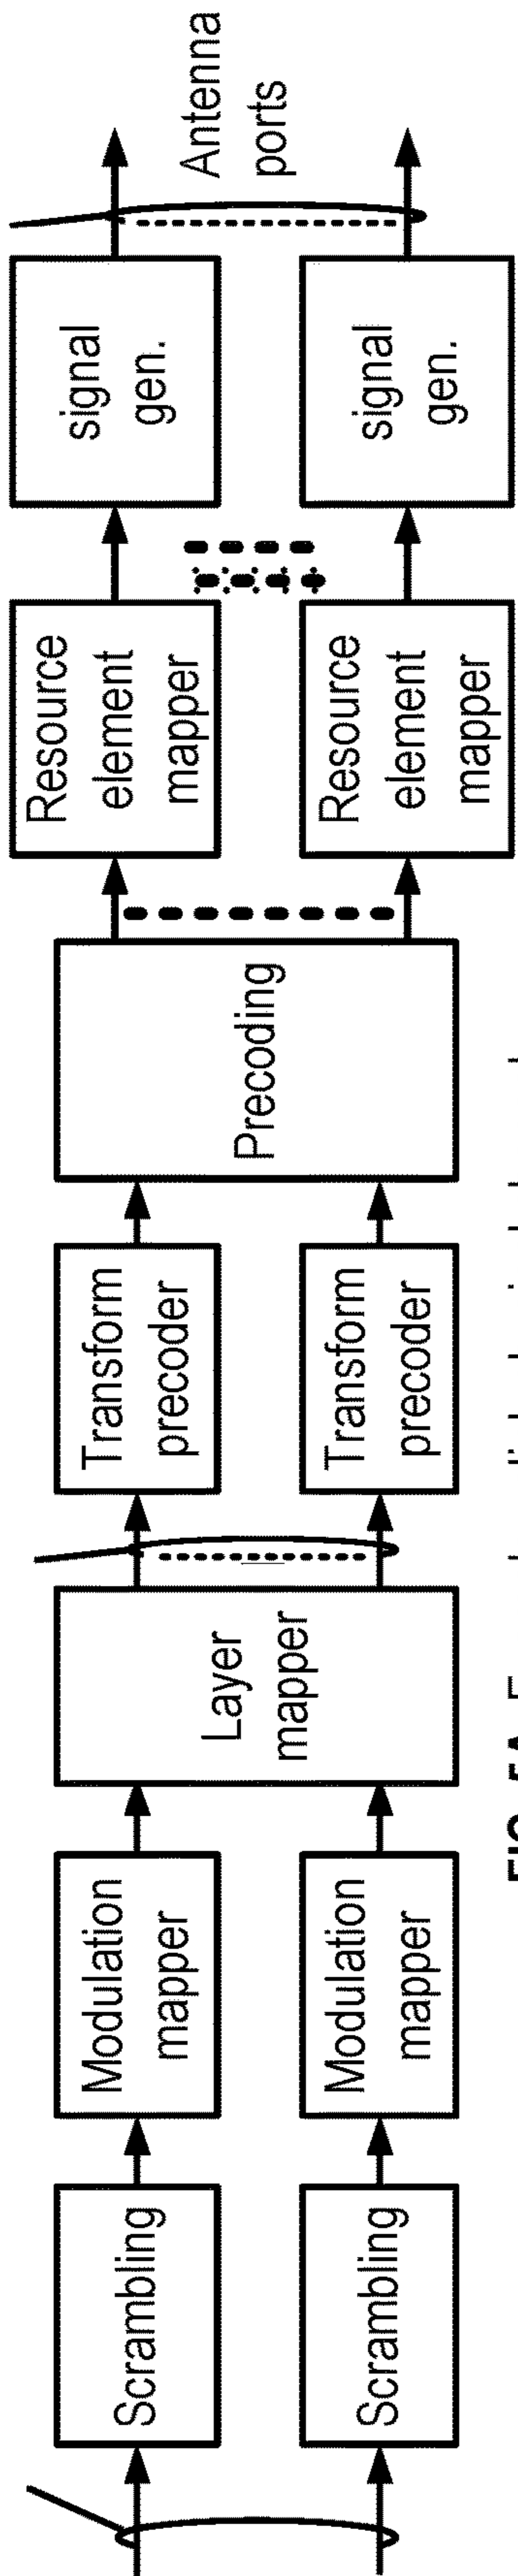 Scrambling
Scrambling
Modulation
mapper
Modulation
mapper
Layer
mapper
Transform
precoder
Transform
precoder
Precoding
Resource
element
mapper
Resource
element
mapper
signal
gen.
signal
gen.
Antenna
ports